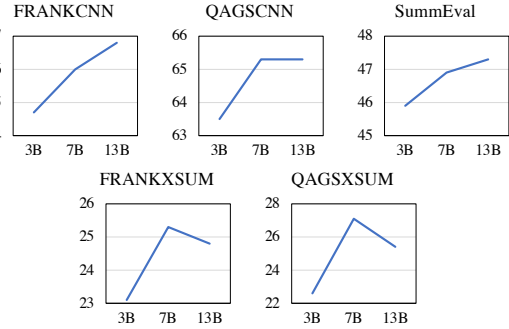 FRANKCNN QAGSCNN SummEval
66 48
65 47
64 46
63 45
3B 7B 13B 3B 7B 13B 3B 7B 13B
FRANKXSUM QAGSXSUM
26 28
25 26
24 24
23 22
3B 7B 13B 3B 7B 13B